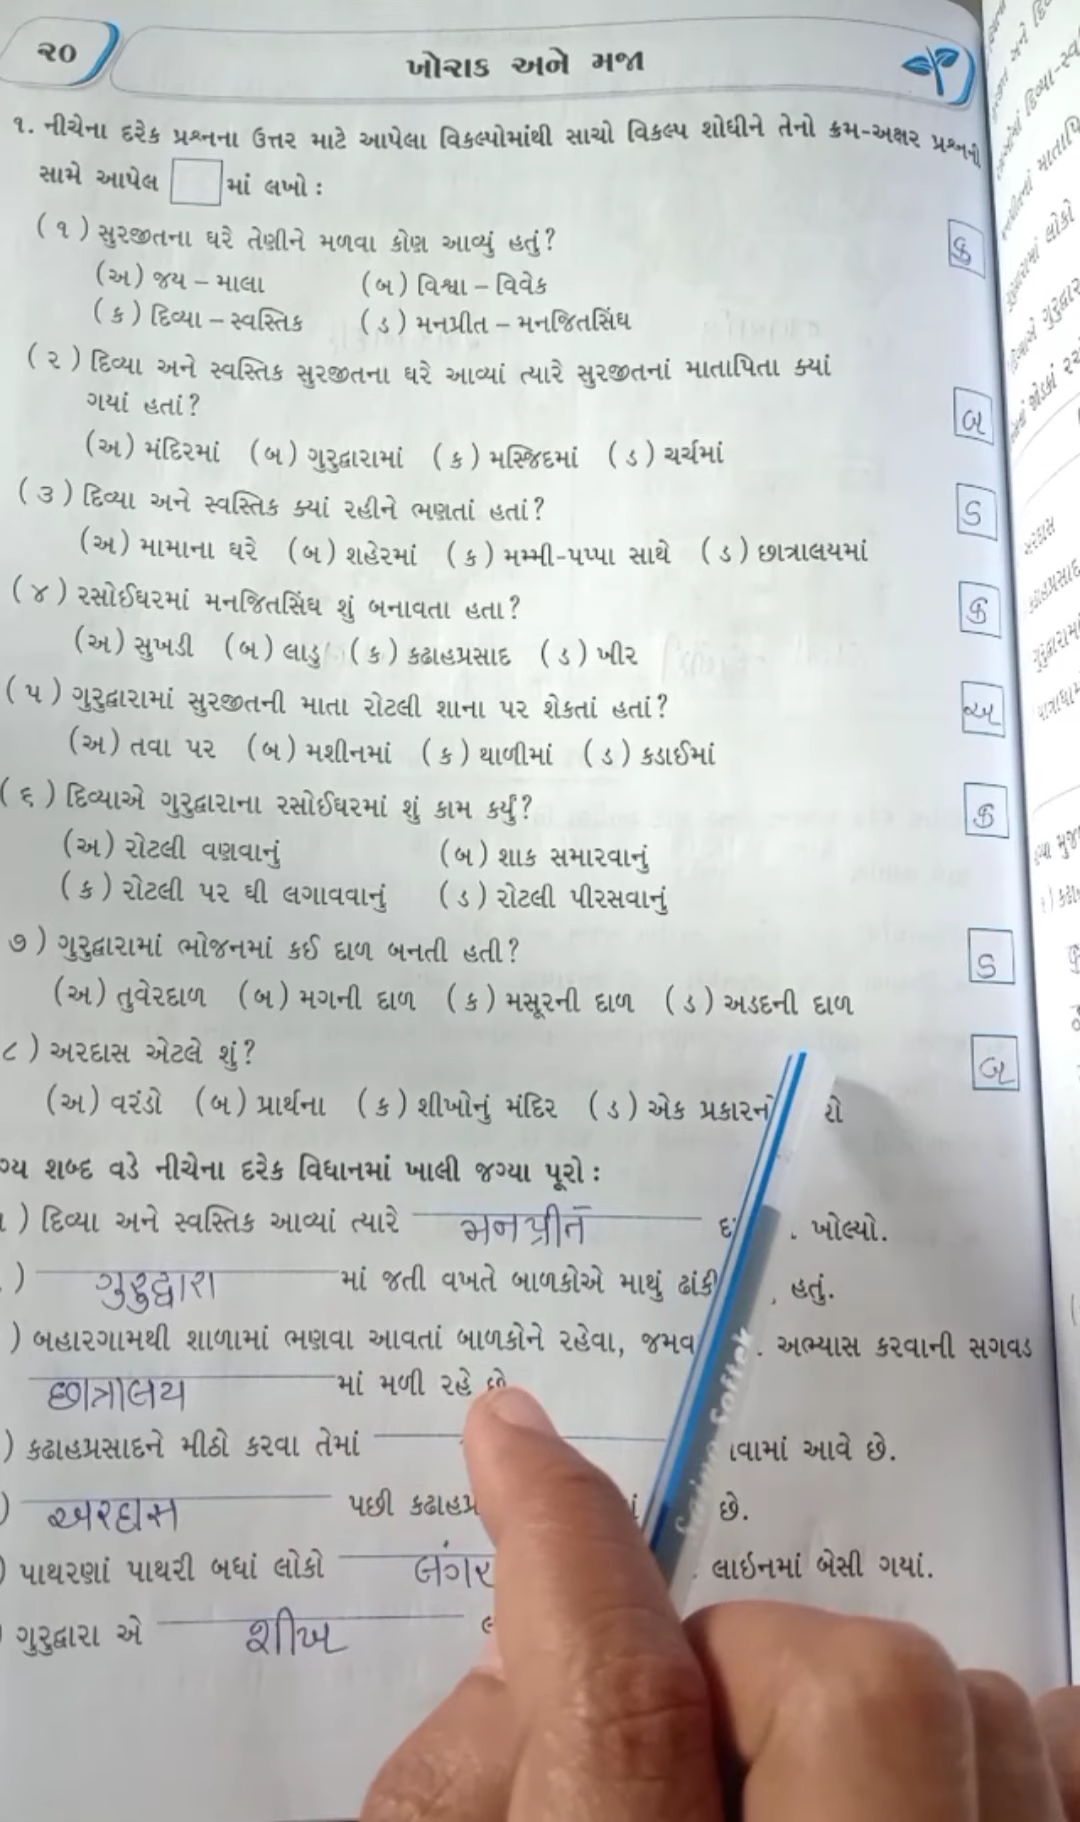 ૨૦
ખોરાક અને મજા
૧. નીચેના દરેક પ્રશ્નના ઉત્તર માટે આપેલા વિકલ્પોમાંથી સાચો વિકલ્પ શોધીને તેનો ક્રમ-અક્ષર પ્રશ્નની
સામે આપેલ માં લખો :
(૧) સુરજીતના ઘરે તેણીને મળવા કોણ આવ્યું હતું? ક
(અ) જય – માલા (બ) વિશ્વા – વિવેક
(ક) દિવ્યા – સ્વસ્તિક (ડ) મનપ્રીત – મનજિતસિંઘ
(૨) દિવ્યા અને સ્વસ્તિક સુરજીતના ઘરે આવ્યાં ત્યારે સુરજીતનાં માતાપિતા ક્યાં
ગયાં હતાં? બ
(અ) મંદિરમાં (બ) ગુરુદ્વારામાં (ક) મસ્જિદમાં (ડ) ચર્ચમાં
(૩) દિવ્યા અને સ્વસ્તિક ક્યાં રહીને ભણતાં હતાં? ડ
(અ) મામાના ઘરે (બ) શહેરમાં (ક) મમ્મી-પપ્પા સાથે (ડ) છાત્રાલયમાં
(૪) રસોઈઘરમાં મનજિતસિંઘ શું બનાવતા હતા? ક
(અ) સુખડી (બ) લાડુ (ક) કઢાહપ્રસાદ (ડ) ખીર
(૫) ગુરુદ્વારામાં સુરજીતની માતા રોટલી શાના પર શેકતાં હતાં? અ
(અ) તવા પર (બ) મશીનમાં (ક) થાળીમાં (ડ) કડાઈમાં
(૬) દિવ્યાએ ગુરુદ્વારાના રસોઈઘરમાં શું કામ કર્યું? ક
(અ) રોટલી વણવાનું (બ) શાક સમારવાનું
(ક) રોટલી પર ઘી લગાવવાનું (ડ) રોટલી પીરસવાનું
૭) ગુરુદ્વારામાં ભોજનમાં કઈ દાળ બનતી હતી? ડ
(અ) તુવેરદાળ (બ) મગની દાળ (ક) મસૂરની દાળ (ડ) અડદની દાળ
૮) અરદાસ એટલે શું? બ
(અ) વરંડો (બ) પ્રાર્થના (ક) શીખોનું મંદિર (ડ) એક પ્રકારનો
શબ્દ વડે નીચેના દરેક વિધાનમાં ખાલી જગ્યા પૂરો :
) દિવ્યા અને સ્વસ્તિક આવ્યાં ત્યારે મનપ્રીતે ખોલ્યો.
) ગુરુદ્વારા માં જતી વખતે બાળકોએ માથું ઢાંકી હતું.
) બહારગામથી શાળામાં ભણવા આવતાં બાળકોને રહેવા, જમવ અભ્યાસ કરવાની સગવડ
છાત્રાલય માં મળી રહે છે
) કઢાહપ્રસાદને મીઠો કરવા તેમાં વામાં આવે છે.
) અરદાસ પછી કઢાહપ્ર છે.
) પાથરણાં પાથરી બધાં લોકો લંગર લાઇનમાં બેસી ગયાં.
ગુરુદ્વારા એ શીખ